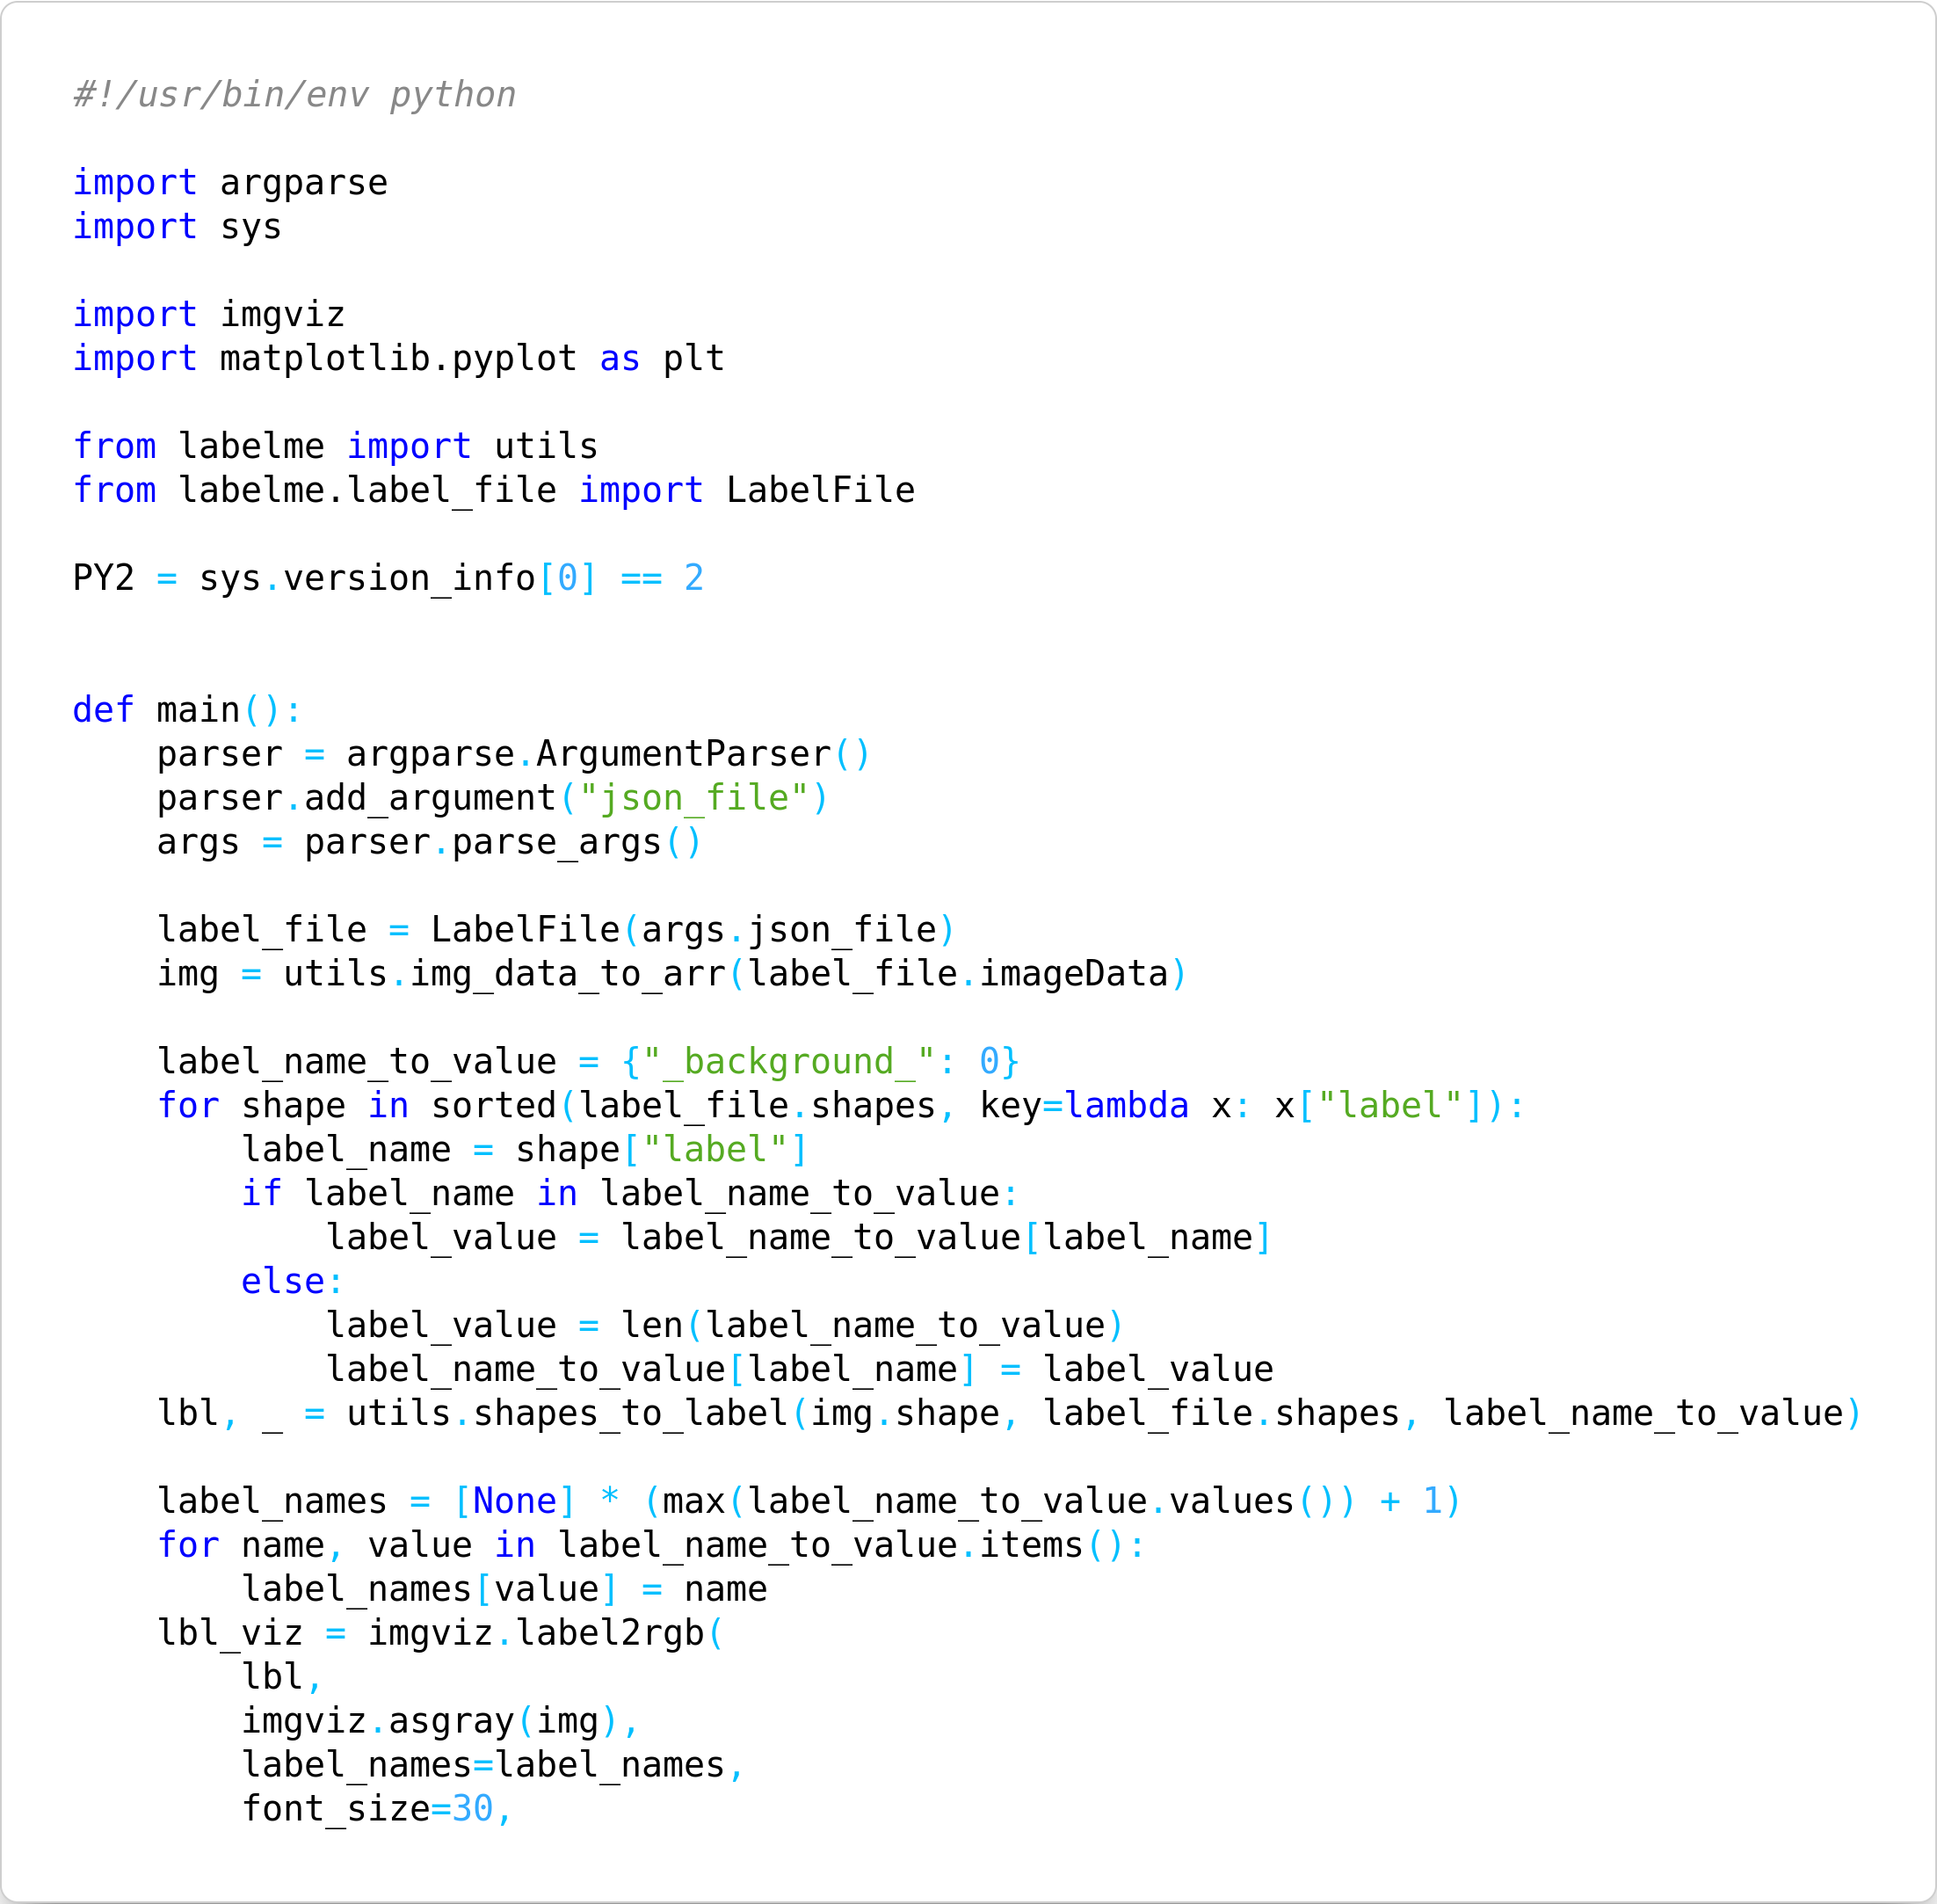 #!/usr/bin/env python

import argparse
import sys

import imgviz
import matplotlib.pyplot as plt

from labelme import utils
from labelme.label_file import LabelFile

PY2 = sys.version_info[0] == 2


def main():
    parser = argparse.ArgumentParser()
    parser.add_argument("json_file")
    args = parser.parse_args()

    label_file = LabelFile(args.json_file)
    img = utils.img_data_to_arr(label_file.imageData)

    label_name_to_value = {"_background_": 0}
    for shape in sorted(label_file.shapes, key=lambda x: x["label"]):
        label_name = shape["label"]
        if label_name in label_name_to_value:
            label_value = label_name_to_value[label_name]
        else:
            label_value = len(label_name_to_value)
            label_name_to_value[label_name] = label_value
    lbl, _ = utils.shapes_to_label(img.shape, label_file.shapes, label_name_to_value)

    label_names = [None] * (max(label_name_to_value.values()) + 1)
    for name, value in label_name_to_value.items():
        label_names[value] = name
    lbl_viz = imgviz.label2rgb(
        lbl,
        imgviz.asgray(img),
        label_names=label_names,
        font_size=30,